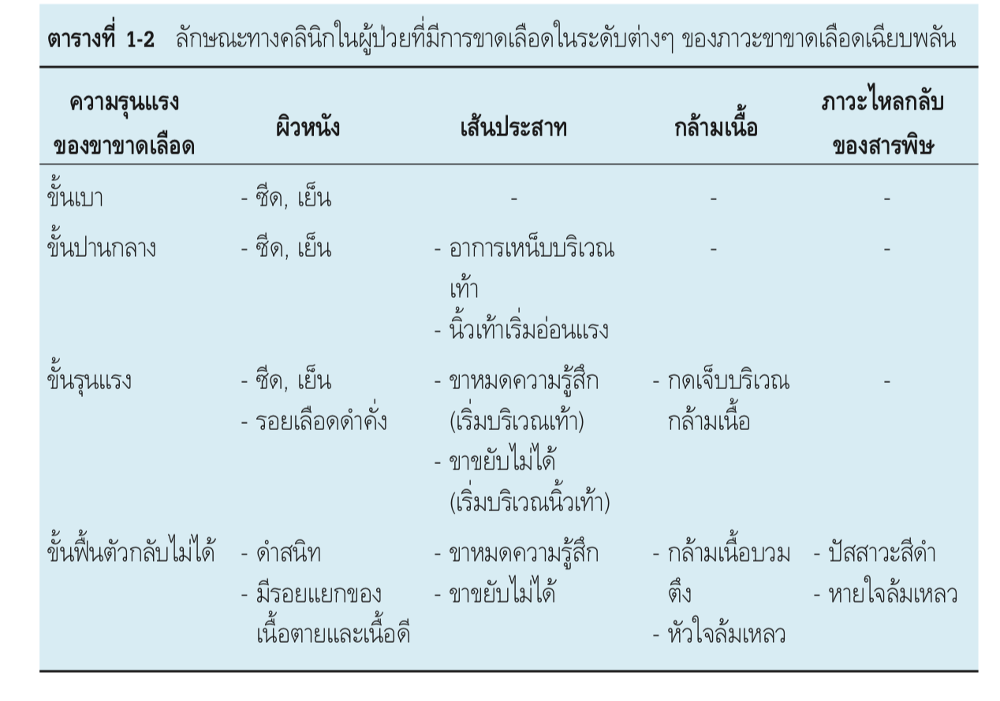 ตารางที่ 1-2 ลักษณะทางคลินิกในผู้ป่วยที่มีการขาดเลือดในระดับต่างๆ ของภาวะขาขาดเลือดเฉียบพลัน
ความรุนแรง ภาวะไหลกลับ
ผิวหนัง เส้นประสาท กล้ามเนื้อ
ของขาขาดเลือด ของสารพิษ
ขั้นเบา - ซีด, เย็น - - -
ขั้นปานกลาง - ซีด, เย็น - อาการเหน็บบริเวณ - -
เท้า
- นิ้วเท้าเริ่มอ่อนแรง
ขั้นรุนแรง - ซีด, เย็น - ขาหมดความรู้สึก - กดเจ็บบริเวณ -
- รอยเลือดดำคั่ง (เริ่มบริเวณเท้า) กล้ามเนื้อ
- ขาขยับไม่ได้
(เริ่มบริเวณนิ้วเท้า)
ขั้นฟื้นตัวกลับไม่ได้ - ดำสนิท - ขาหมดความรู้สึก - กล้ามเนื้อบวม - ปัสสาวะสีดำ
- มีรอยแยกของ - ขาขยับไม่ได้ ตึง - หายใจล้มเหลว
เนื้อตายและเนื้อดี - หัวใจล้มเหลว